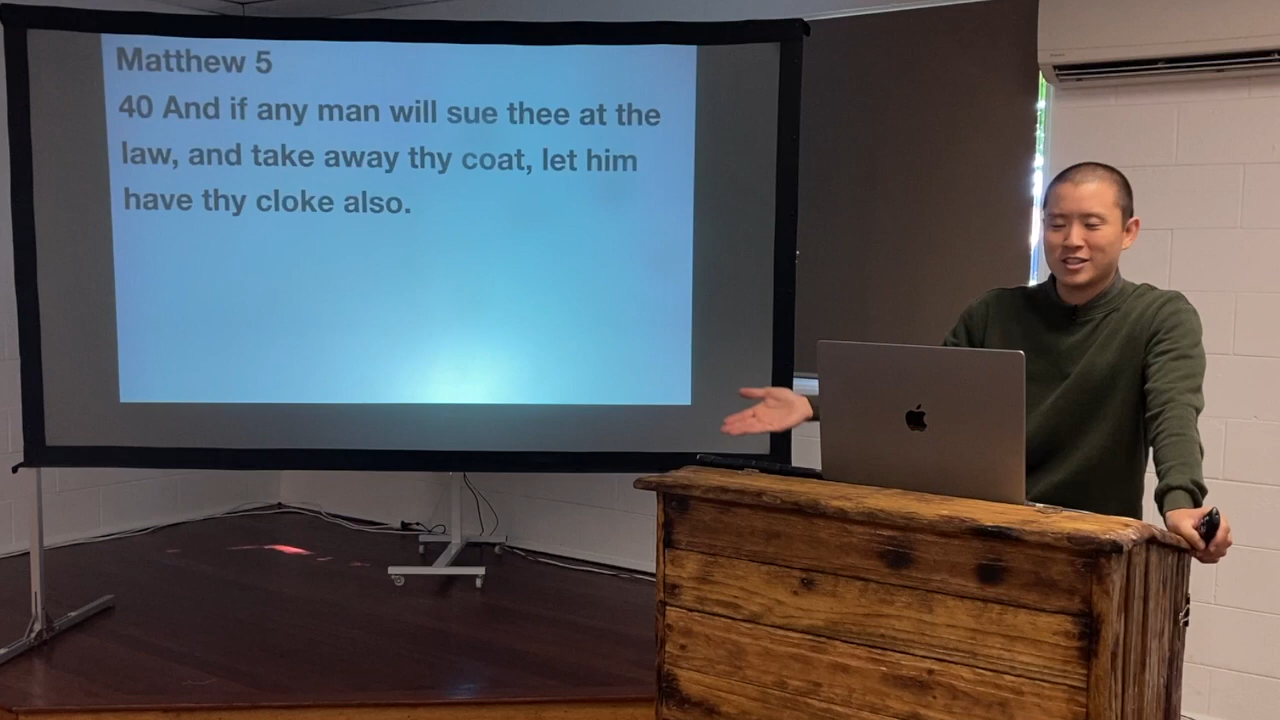 Matthew 5
40 And if any man will sue thee at the
law, and take away thy coat, let him
have thy cloke also.